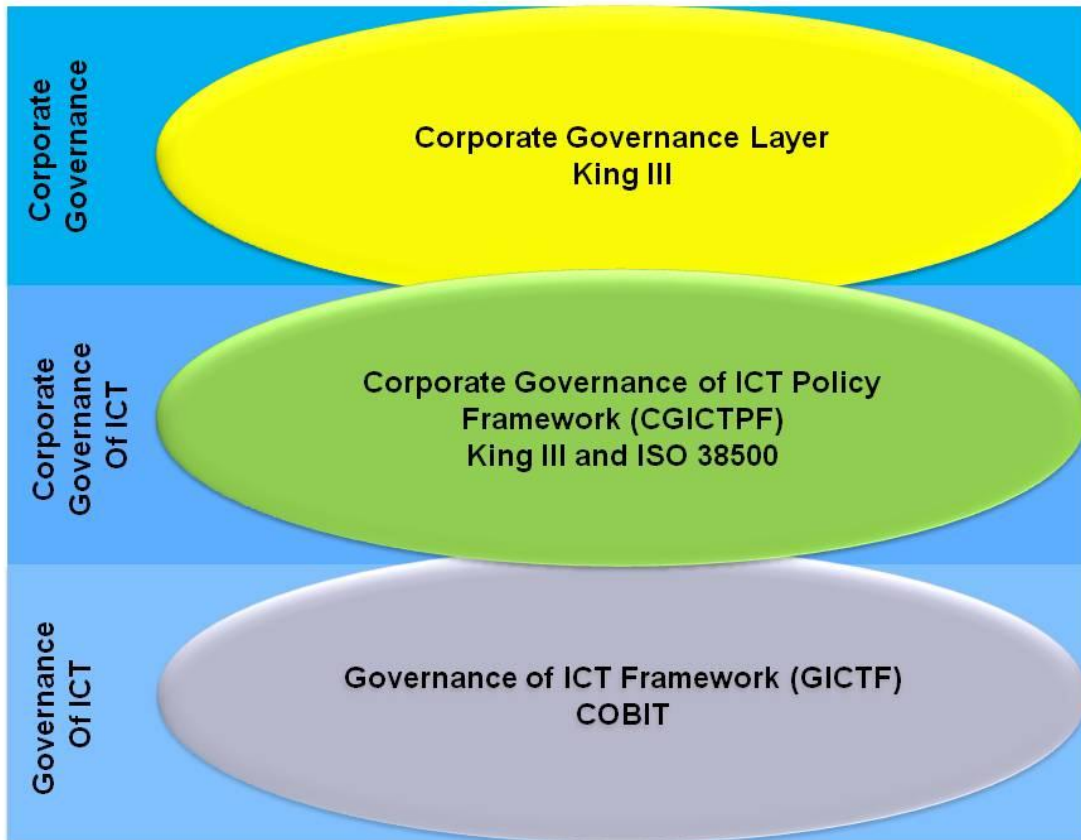 Corporate
Governance
Corporate Governance Layer
King III
Corporate
Governance
Of ICT
Corporate Governance of ICT Policy
Framework (CGICTPF)
King III and ISO 38500
Governance
Of ICT
Governance of ICT Framework (GICTF)
COBIT